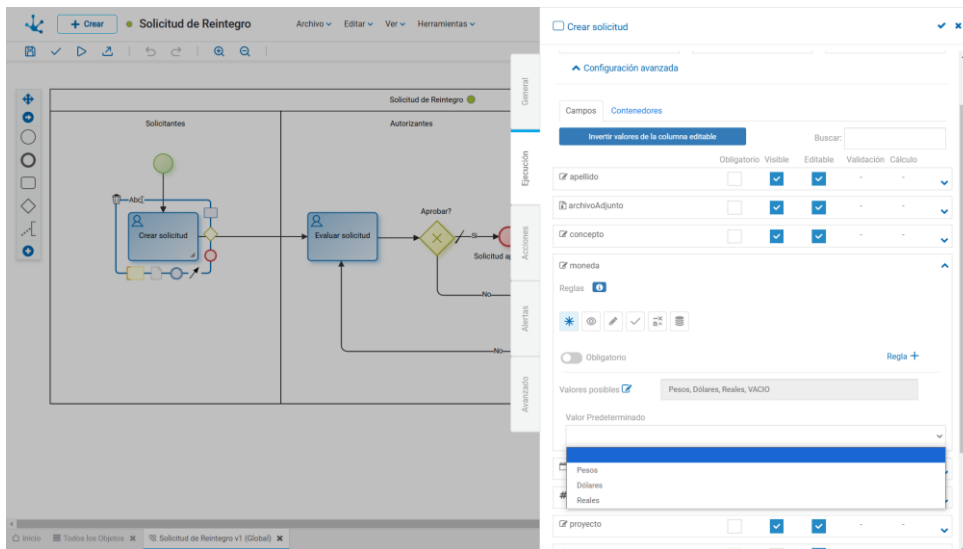 + Crear
Solicitud de Reintegro
Archivo
Editar
Ver
Herramientas
Solicitud de Reintegro
Solicitantes
Autorizantes
Abc
Crear solicitud
Evaluar solicitud
Aprobar?
Si
Solicitud a
No
No
Inicio
Todos los Objetos
Solicitud de Reintegro v1 (Global)
General
Ejecución
Acciones
Alertas
Avanzado
Crear solicitud
Configuración avanzada
Campos
Contenedores
Invertir valores de la columna editable
Buscar:
Obligatorio Visible Editable Validación Cálculo
apellido - -
archivoAdjunto - -
concepto - -
moneda
Reglas
Obligatorio
Regla +
Valores posibles
Pesos, Dólares, Reales, VACIO
Valor Predeterminado
Pesos
Dólares
Reales
#
proyecto - -